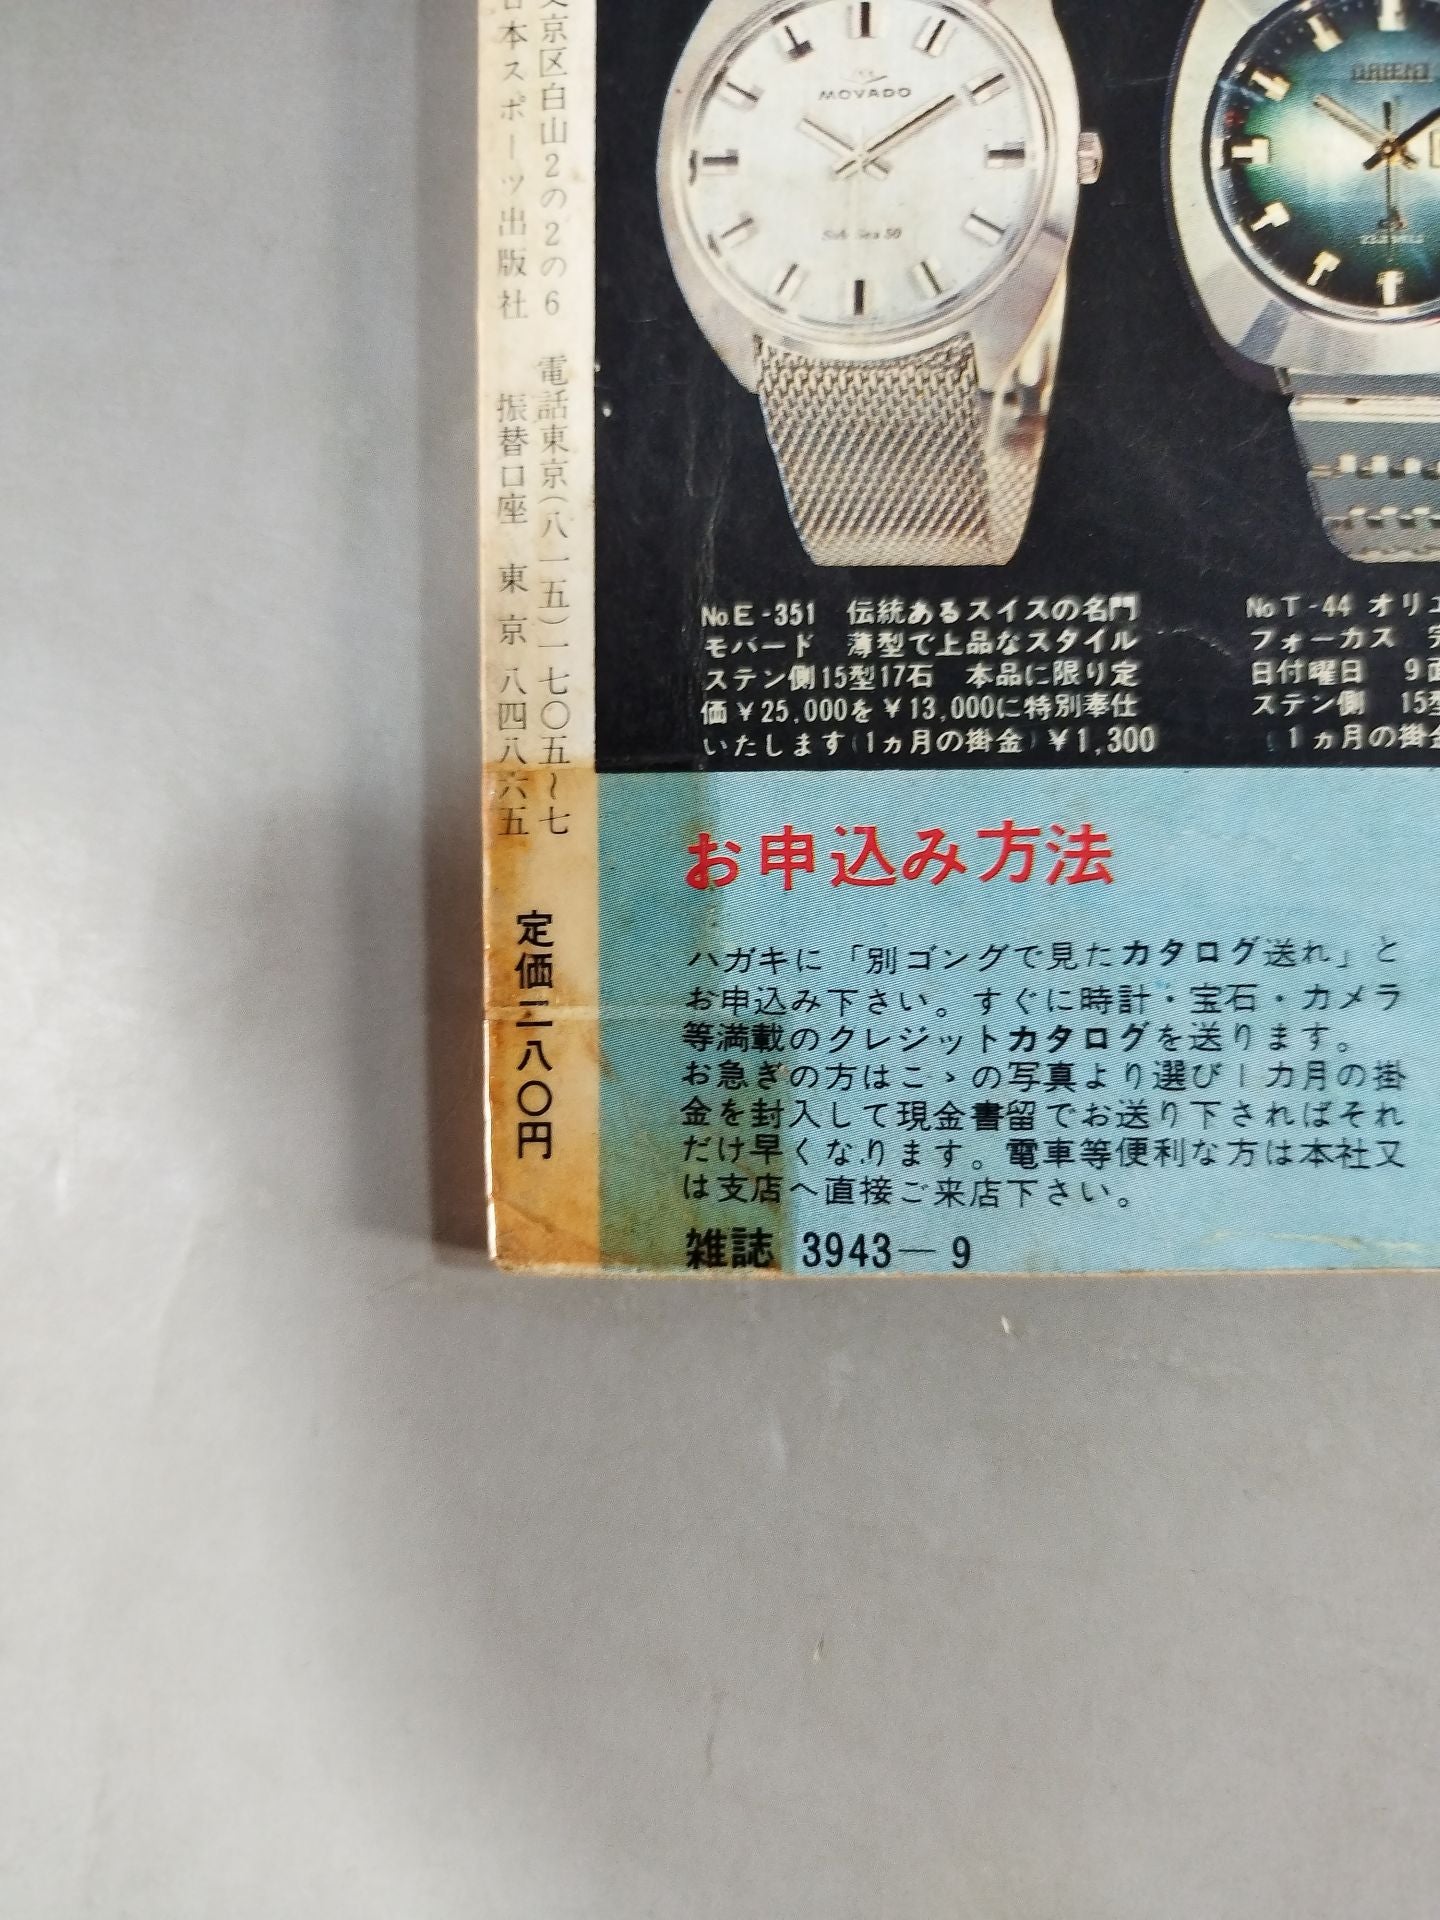 文京区白山2の2の6 電話東京(八一五)一七〇五〜七
日本スポーツ出版社 振替口座 東京八四八六五
定価二八〇円
MOVADO
Sub-Sea 50
ORIENT
No.E-351 伝統あるスイスの名門
モバード 薄型で上品なスタイル
ステン側15型17石 本品に限り定
価￥25,000を￥13,000に特別奉仕
いたします(1ヵ月の掛金)￥1,300
No.T-44 オリエ
フォーカス
日付曜日 9面
ステン側 15型
(1ヵ月の掛金
お申込み方法
ハガキに「別ゴングで見たカタログ送れ」と
お申込み下さい。すぐに時計・宝石・カメラ
等満載のクレジットカタログを送ります。
お急ぎの方はこゝの写真より選び1カ月の掛
金を封入して現金書留でお送り下さればそれ
だけ早くなります。電車等便利な方は本社又
は支店へ直接ご来店下さい。
雑誌 3943—9